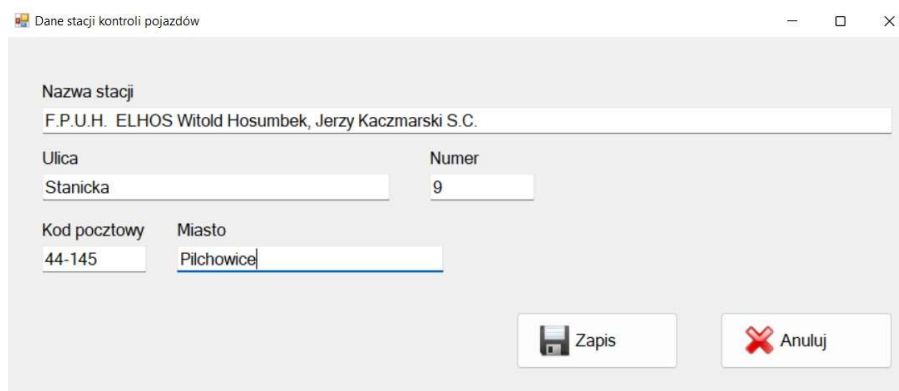 Dane stacji kontroli pojazdów
Nazwa stacji
F.P.U.H.  ELHOS Witold Hosumbek, Jerzy Kaczmarski S.C.
Ulica Numer
Stanicka 9
Kod pocztowy Miasto
44-145 Pilchowice
Zapis Anuluj